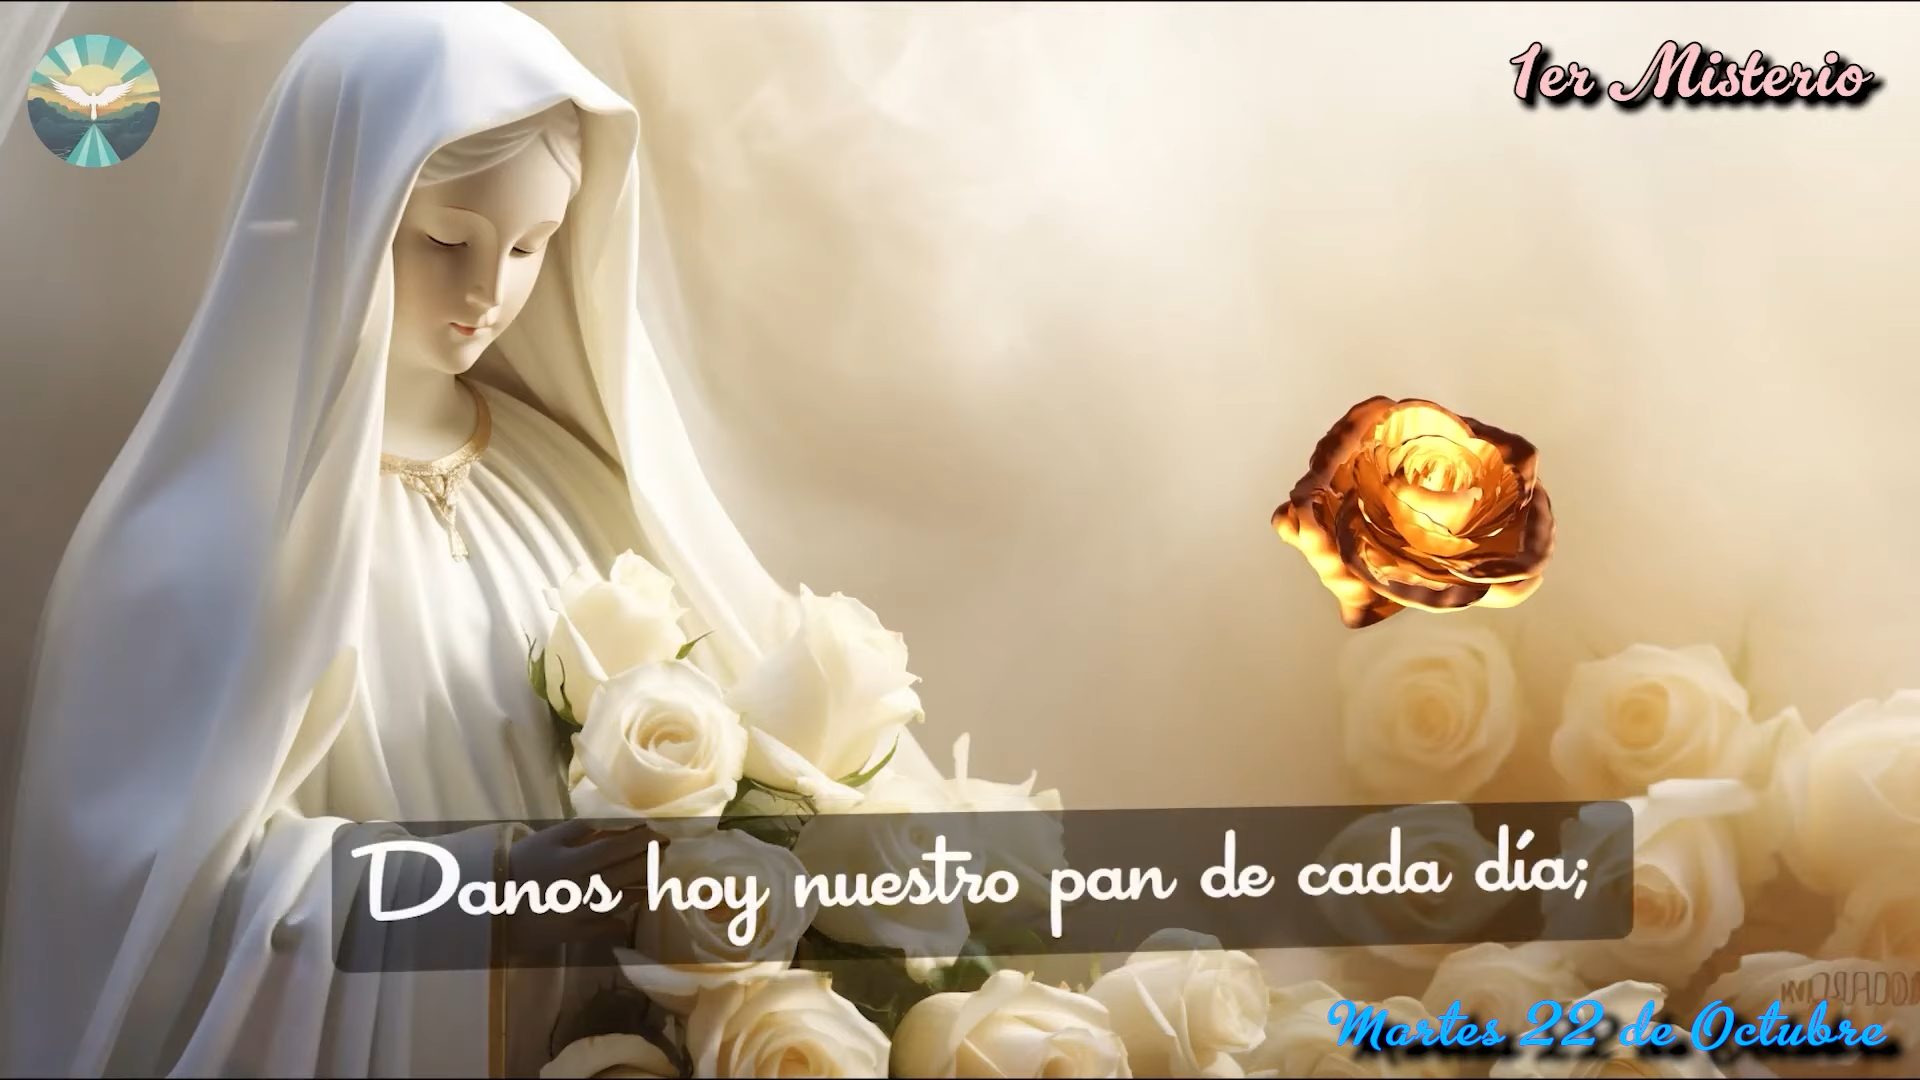 1er Misterio
Danos hoy nuestro pan de cada día;
Martes 22 de Octubre